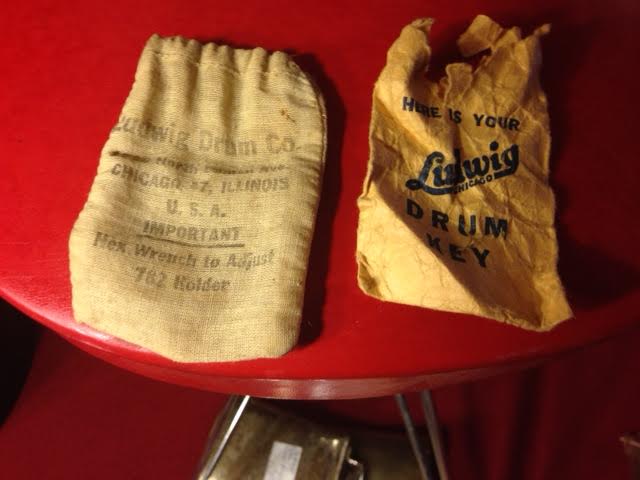 Ludwig Drum Co.
North
CHICAGO 47, ILLINOIS
U. S. A.
IMPORTANT
Hex. Wrench to Adjust
782 Holder
HERE IS YOUR
Ludwig
CHICAGO
DRUM
KEY